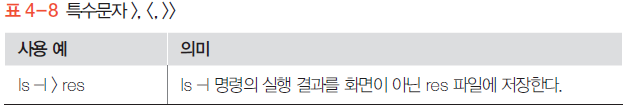 표 4-8 특수문자 >, <, >>
사용 예 의미
ls -l > res ls -l 명령의 실행 결과를 화면이 아닌 res 파일에 저장한다.